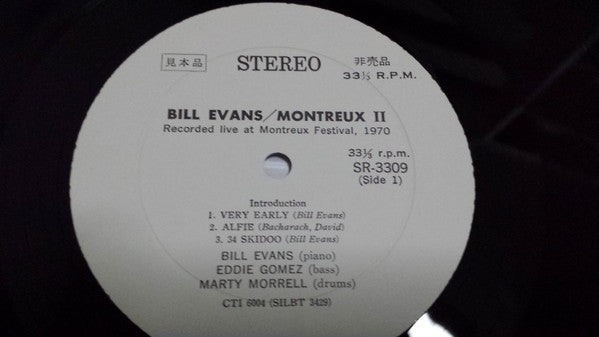 見本品 STEREO 非売品
33⅓ R.P.M.
BILL EVANS/MONTREUX II
Recorded live at Montreux Festival, 1970
33⅓ r.p.m.
SR-3309
(Side 1)
Introduction
1. VERY EARLY (Bill Evans)
2. ALFIE (Bacharach, David)
3. 34 SKIDOO (Bill Evans)
BILL EVANS (piano)
EDDIE GOMEZ (bass)
MARTY MORRELL (drums)
CTI 6004 (SILBT 3429)